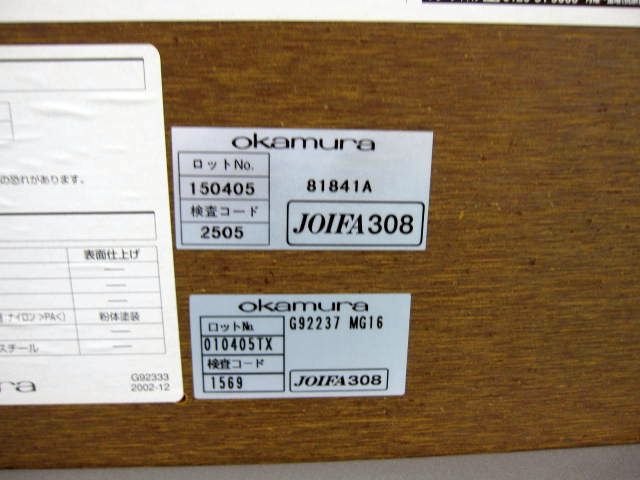 の恐れがあります。
表面仕上げ
ナイロン>PA<)
粉体塗装
スチール
G92333
2002-12
okamura
ロットNo.
150405
81841A
検査コード
2505
JOIFA308
okamura
ロットNo.
G92237 MG16
010405TX
検査コード
1569
JOIFA308